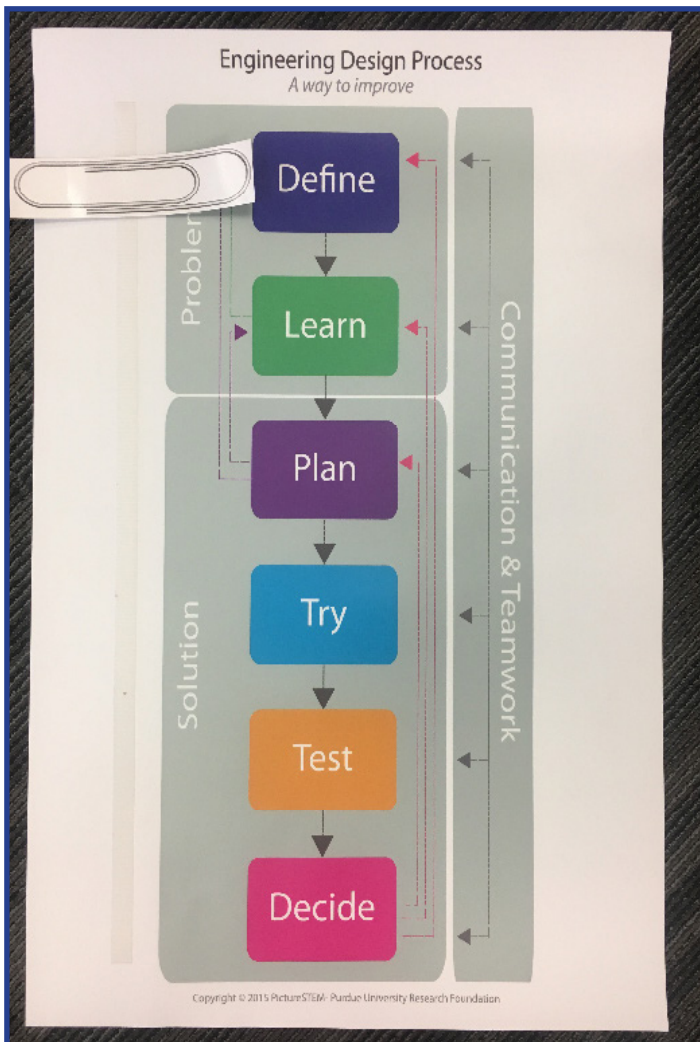 Engineering Design Process
A way to improve
Define
Learn
Plan
Try
Test
Decide
Solution
Communication & Teamwork
Copyright © 2015 PictureSTEM- Purdue University Research Foundation